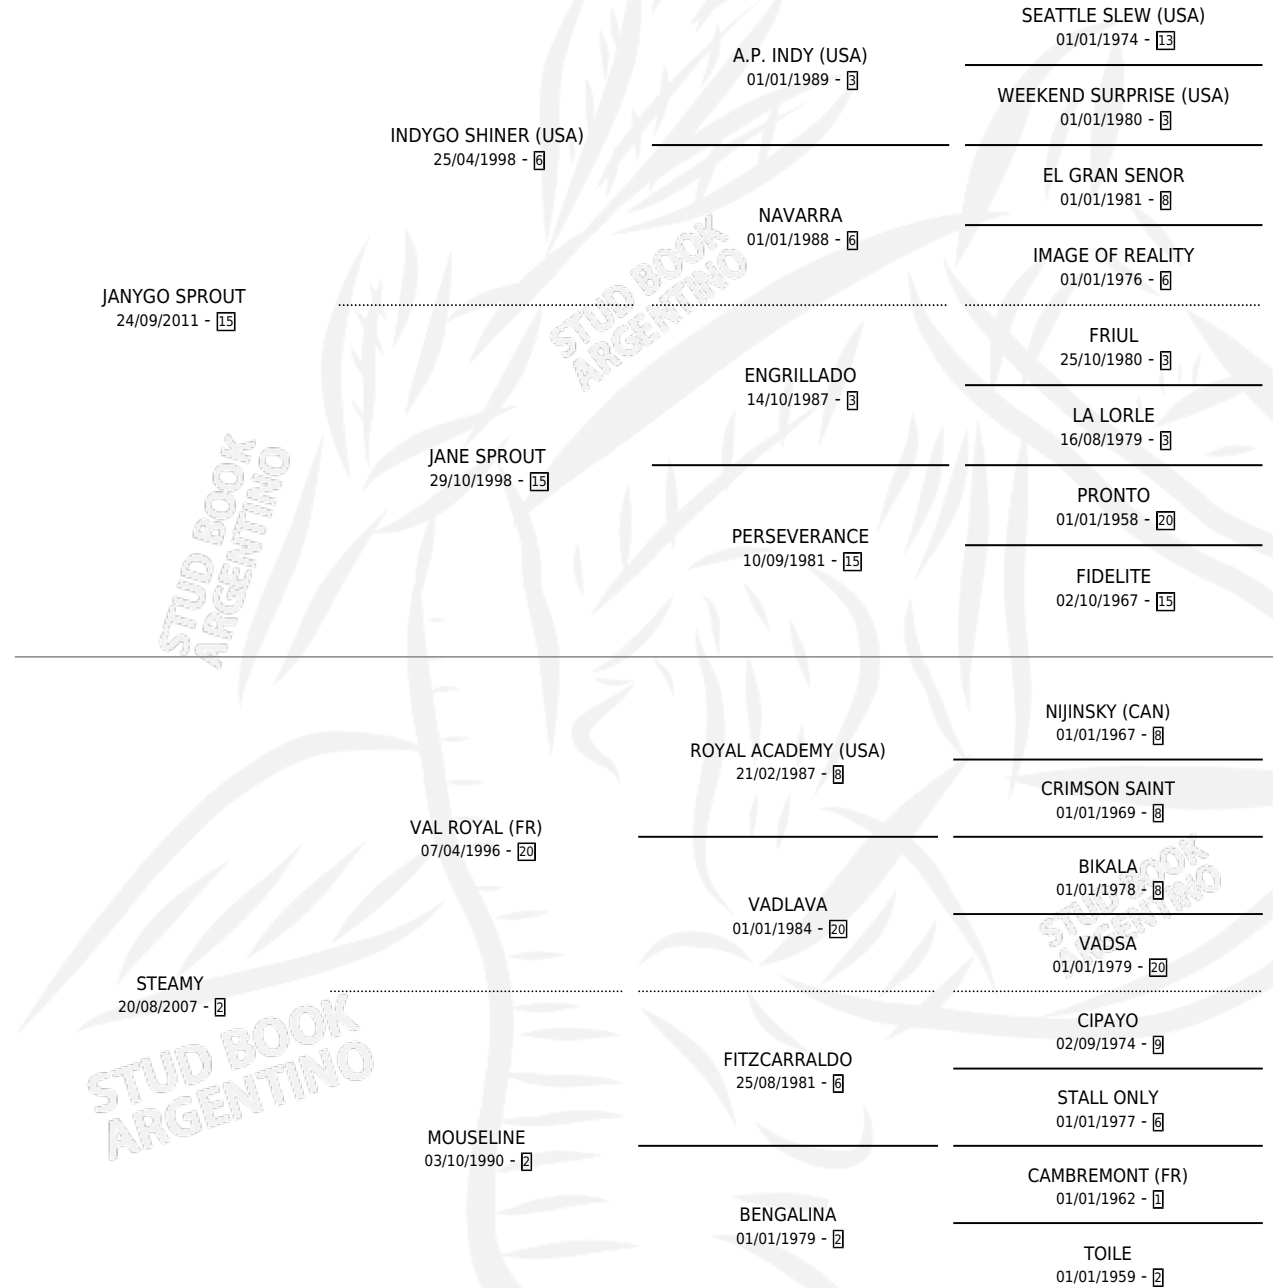 SEATTLE SLEW (USA)
01/01/1974 - 13
A.P. INDY (USA)
01/01/1989 - 3
WEEKEND SURPRISE (USA)
01/01/1980 - 3
INDYGO SHINER (USA)
25/04/1998 - 6
EL GRAN SENOR
01/01/1981 - 8
NAVARRA
01/01/1988 - 6
IMAGE OF REALITY
01/01/1976 - 6
JANYGO SPROUT
24/09/2011 - 15
FRIUL
25/10/1980 - 3
ENGRILLADO
14/10/1987 - 3
LA LORLE
16/08/1979 - 3
JANE SPROUT
29/10/1998 - 15
PRONTO
01/01/1958 - 20
PERSEVERANCE
10/09/1981 - 15
FIDELITE
02/10/1967 - 15
NIJINSKY (CAN)
01/01/1967 - 8
ROYAL ACADEMY (USA)
21/02/1987 - 8
CRIMSON SAINT
01/01/1969 - 8
VAL ROYAL (FR)
07/04/1996 - 20
BIKALA
01/01/1978 - 8
VADLAVA
01/01/1984 - 20
VADSA
01/01/1979 - 20
STEAMY
20/08/2007 - 2
CIPAYO
02/09/1974 - 9
FITZCARRALDO
25/08/1981 - 6
STALL ONLY
01/01/1977 - 6
MOUSELINE
03/10/1990 - 2
CAMBREMONT (FR)
01/01/1962 - 1
BENGALINA
01/01/1979 - 2
TOILE
01/01/1959 - 2
STUD BOOK
ARGENTINO
STUD BOOK
ARGENTINO
STUD BOOK
ARGENTINO
STUD BOOK
ARGENTINO